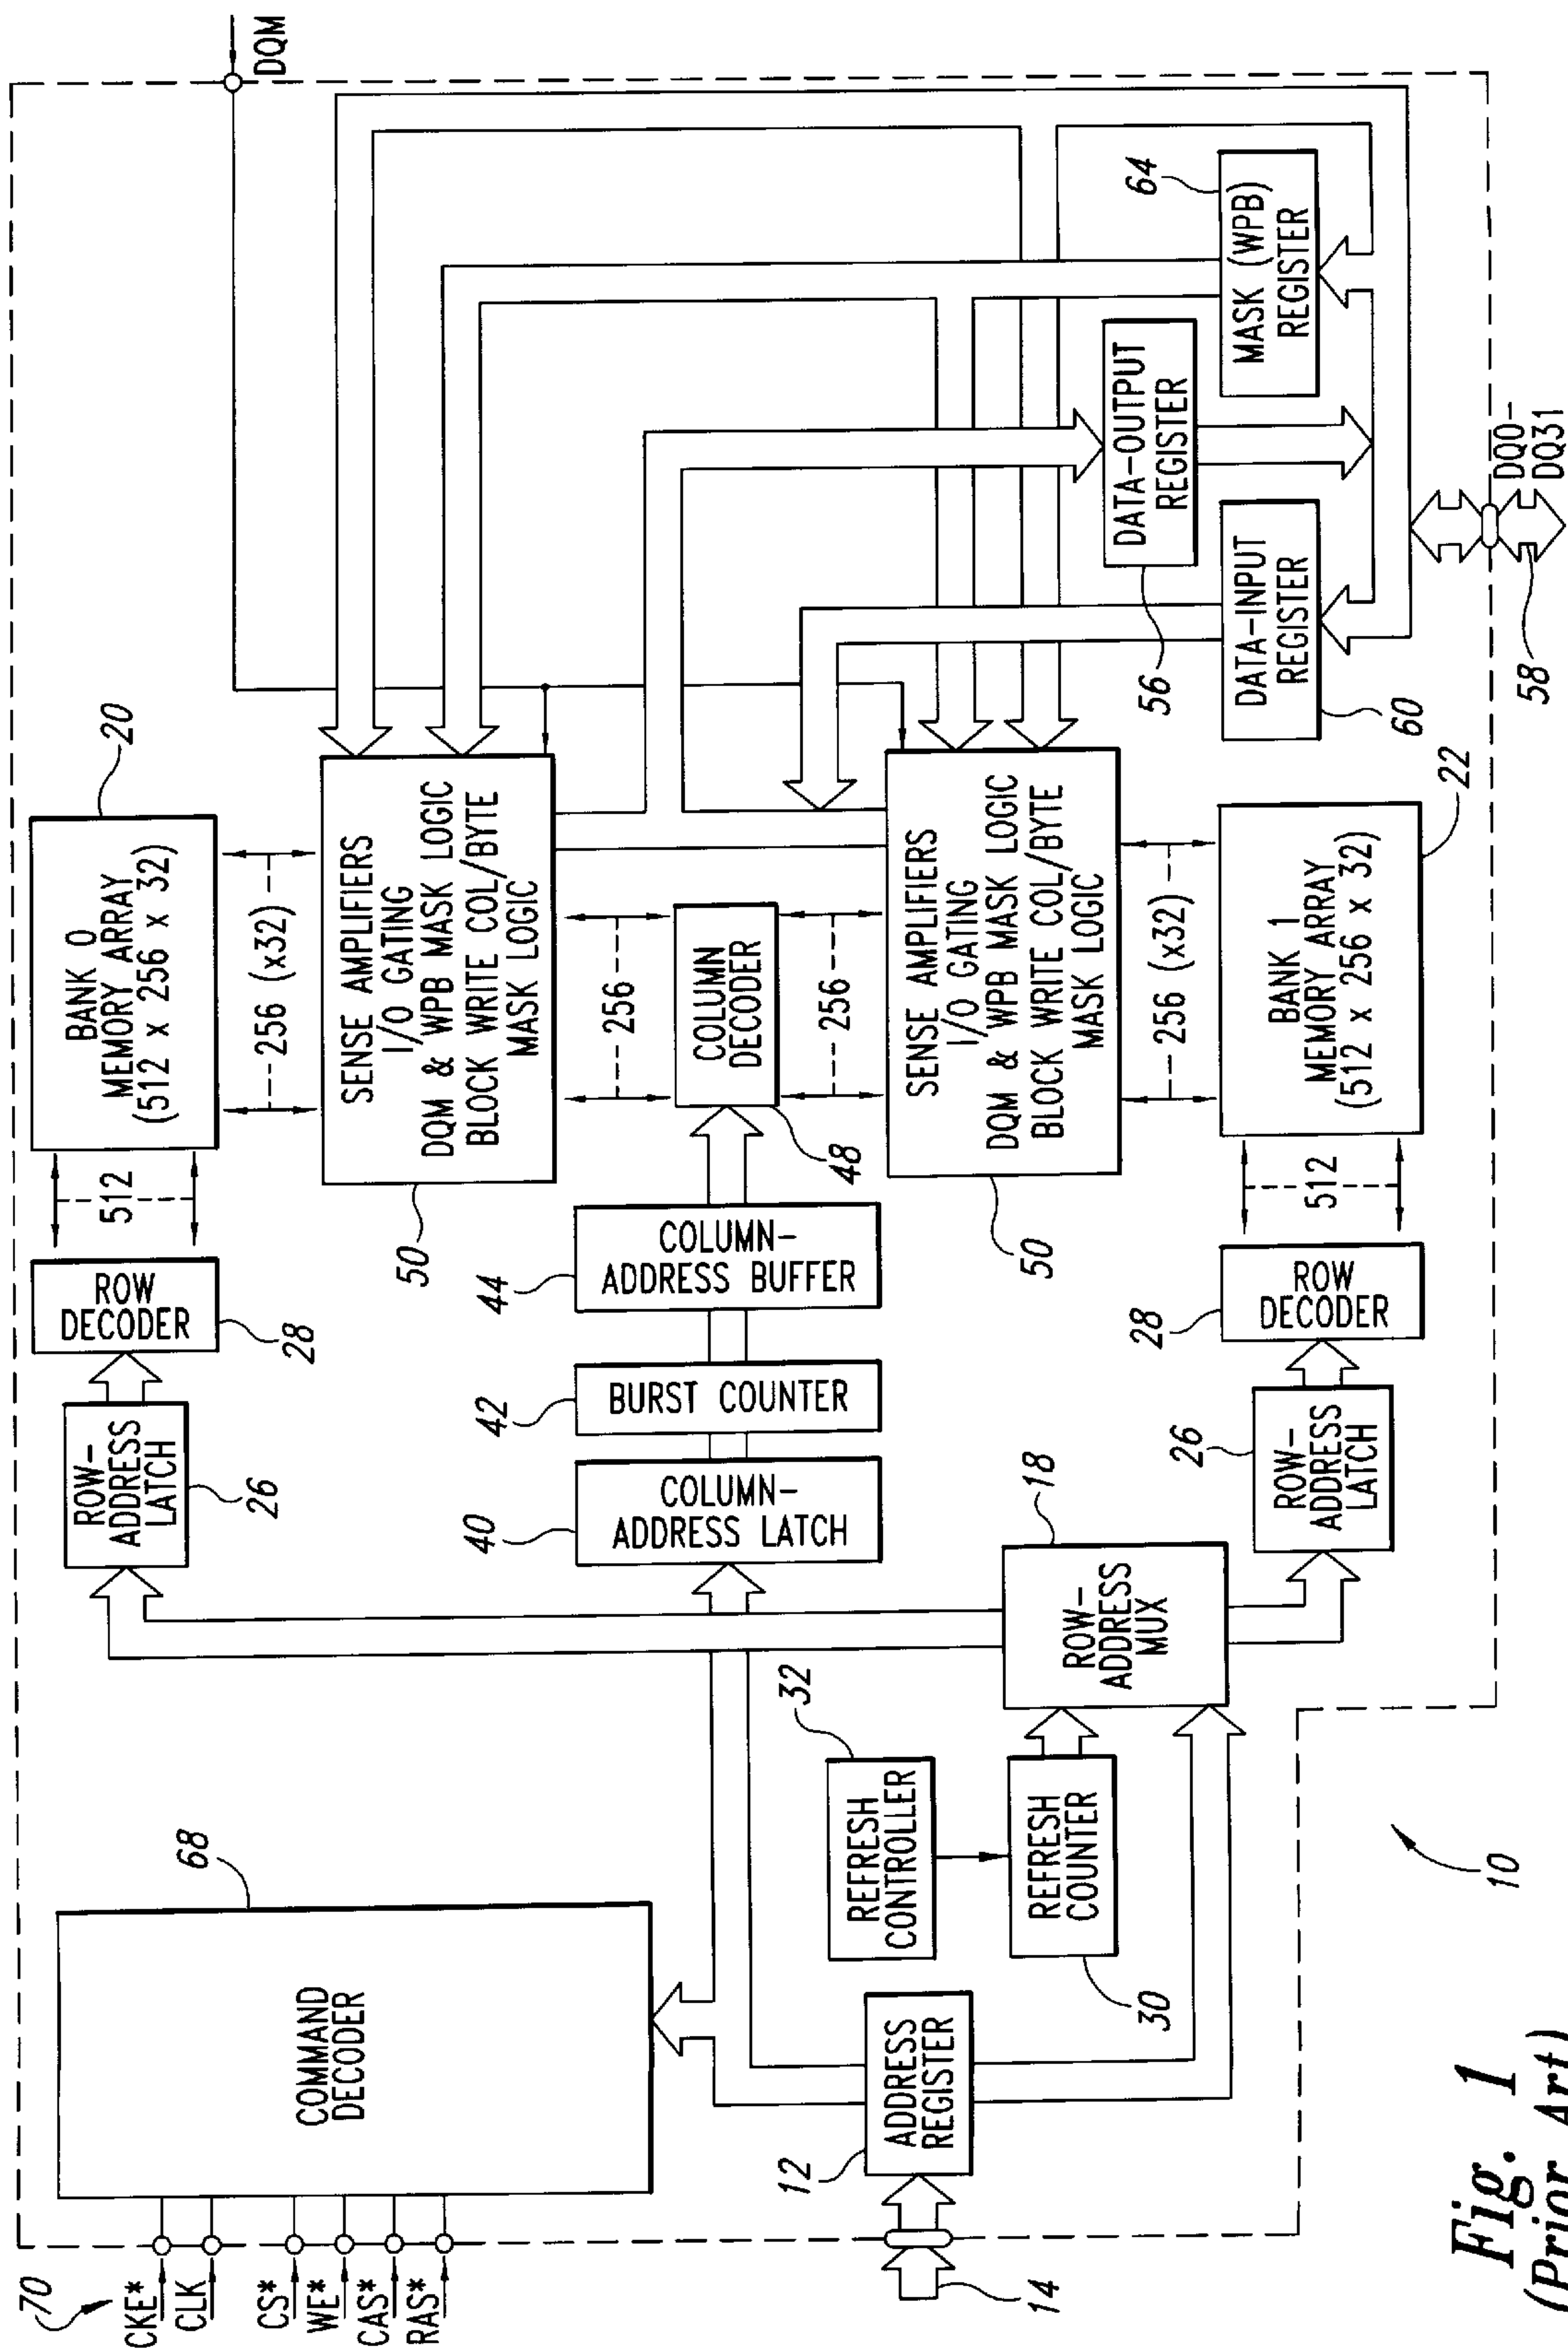 70
CKE*
CLK
CS*
WE*
CAS*
RAS*
COMMAND
DECODER
68
14
12
ADDRESS
REGISTER
REFRESH
CONTROLLER
32
REFRESH
COUNTER
30
ROW-
ADDRESS
MUX
18
ROW-
ADDRESS
LATCH
26
ROW
DECODER
28
512
BANK 0
MEMORY ARRAY
(512 x 256 x 32)
20
256 (x32)
SENSE AMPLIFIERS
I/O GATING
DQM & WPB MASK LOGIC
BLOCK WRITE COL/BYTE
MASK LOGIC
50
256
COLUMN-
ADDRESS LATCH
40
BURST COUNTER
42
COLUMN-
ADDRESS BUFFER
44
COLUMN
DECODER
48
256
SENSE AMPLIFIERS
I/O GATING
DQM & WPB MASK LOGIC
BLOCK WRITE COL/BYTE
MASK LOGIC
50
256 (x32)
ROW-
ADDRESS
LATCH
26
ROW
DECODER
28
512
BANK 1
MEMORY ARRAY
(512 x 256 x 32)
22
DQM
DATA-OUTPUT
REGISTER
56
DATA-INPUT
REGISTER
60
MASK (WPB)
REGISTER
64
DQ0-
DQ31
58
10
Fig. 1
(Prior Art)